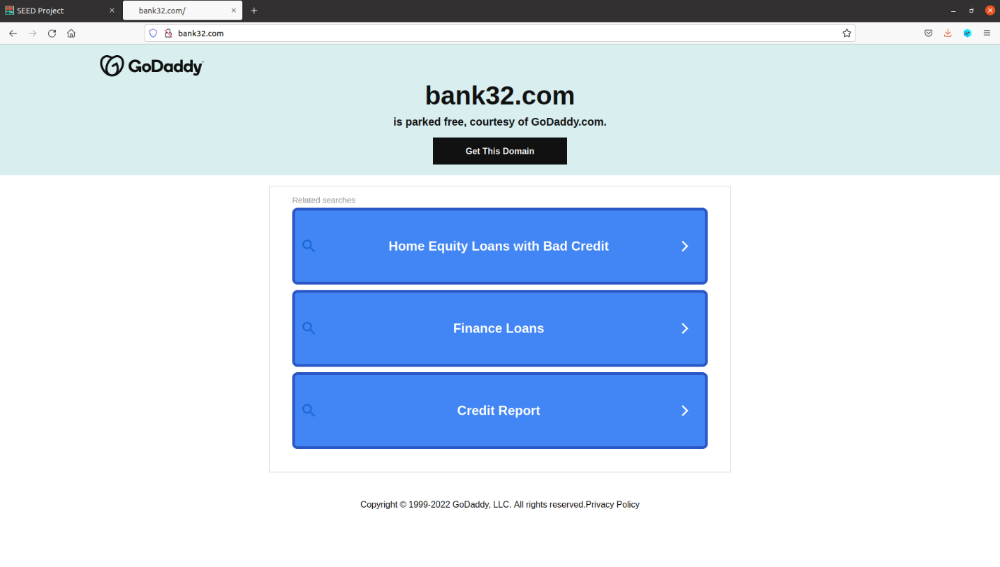 SEED Project
bank32.com/
bank32.com
GoDaddy
bank32.com
is parked free, courtesy of GoDaddy.com.
Get This Domain
Related searches
Home Equity Loans with Bad Credit
Finance Loans
Credit Report
Copyright © 1999-2022 GoDaddy, LLC. All rights reserved.Privacy Policy